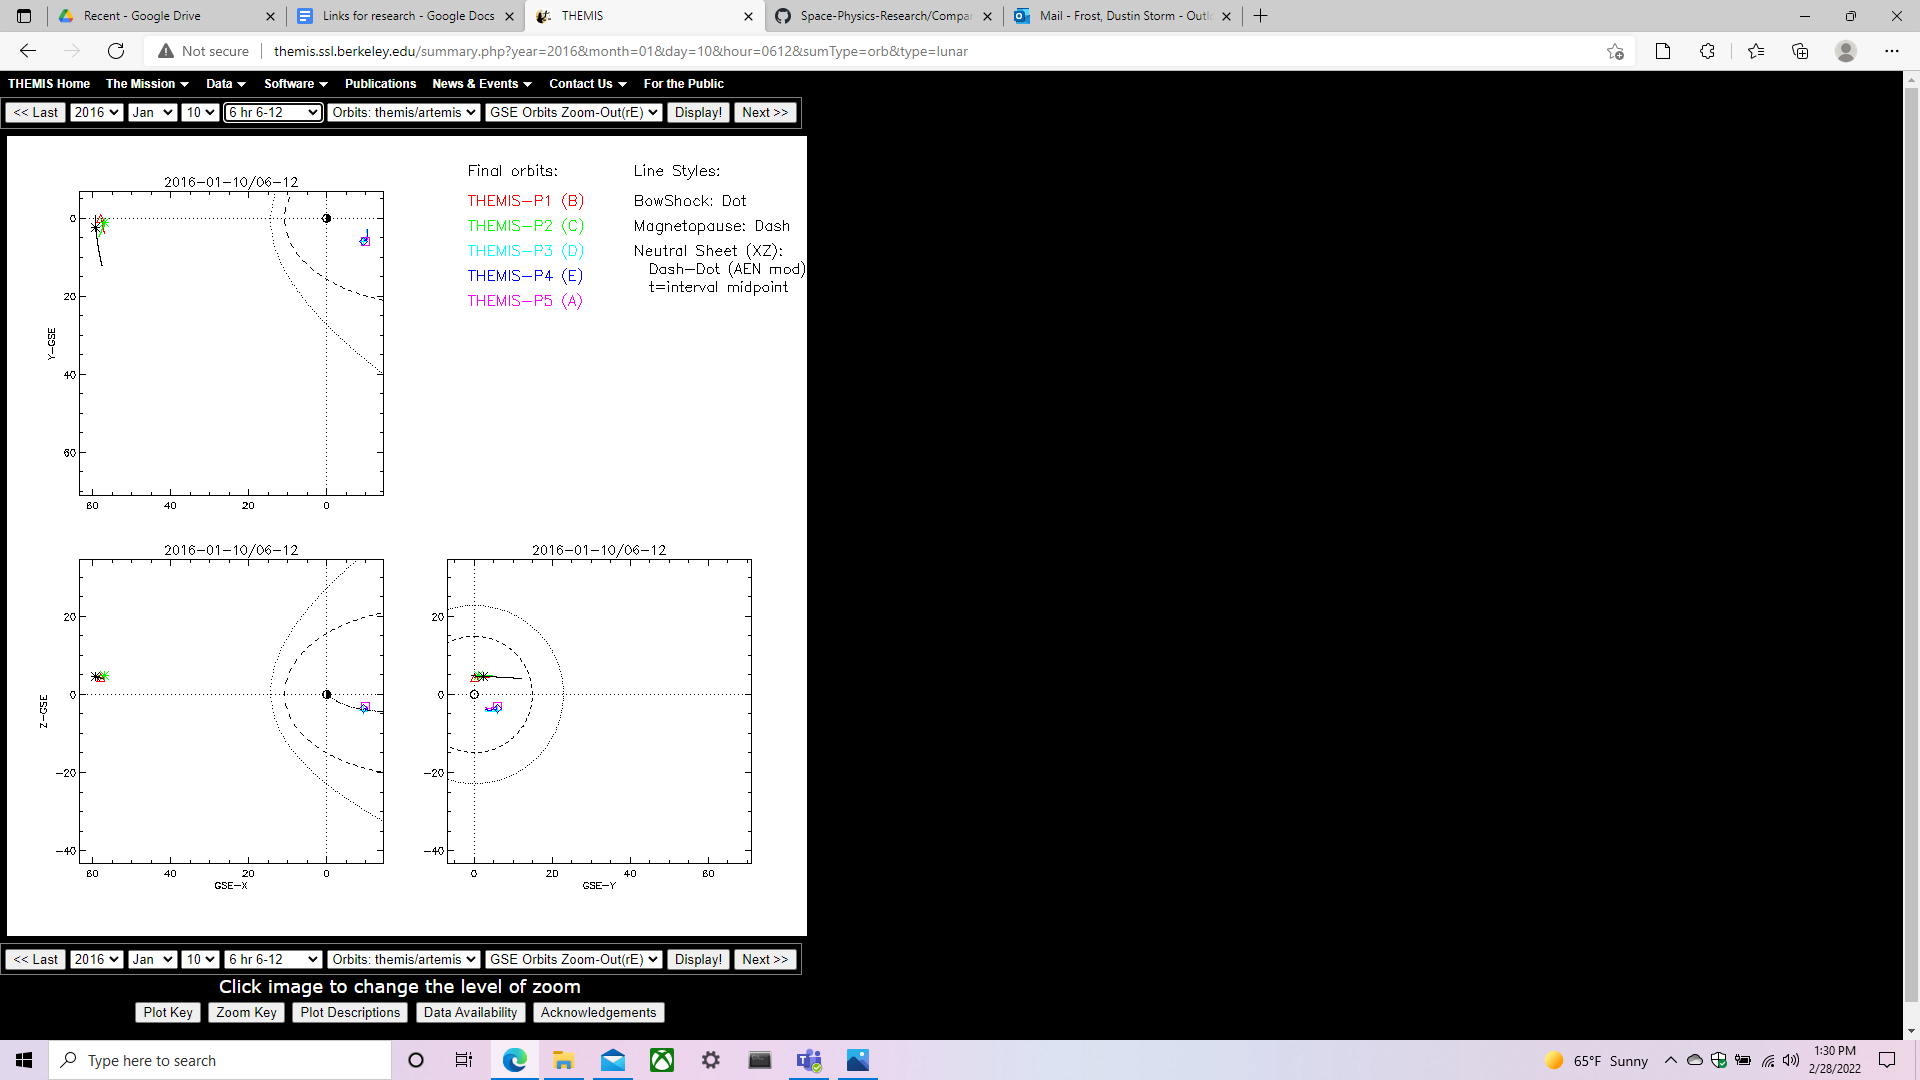 Recent - Google Drive
Links for research - Google Docs
THEMIS
Space-Physics-Research/Compar
Mail - Frost, Dustin Storm - Outl
Not secure
themis.ssl.berkeley.edu/summary.php?year=2016&month=01&day=10&hour=0612&sumType=orb&type=lunar
THEMIS Home The Mission Data Software Publications News & Events Contact Us For the Public
<< Last 2016 Jan 10 6 hr 6-12 Orbits: themis/artemis GSE Orbits Zoom-Out(rE) Display! Next >>
2016-01-10/06-12
0
20
40
60
Y-GSE
60 40 20 0
Final orbits:
THEMIS-P1 (B)
THEMIS-P2 (C)
THEMIS-P3 (D)
THEMIS-P4 (E)
THEMIS-P5 (A)
Line Styles:
BowShock: Dot
Magnetopause: Dash
Neutral Sheet (XZ):
Dash-Dot (AEN mod)
t=interval midpoint
2016-01-10/06-12
20
0
-20
-40
Z-GSE
60 40 20 0
GSE-X
2016-01-10/06-12
20
0
-20
-40
0 20 40 60
GSE-Y
<< Last 2016 Jan 10 6 hr 6-12 Orbits: themis/artemis GSE Orbits Zoom-Out(rE) Display! Next >>
Click image to change the level of zoom
Plot Key Zoom Key Plot Descriptions Data Availability Acknowledgements
Type here to search
65°F Sunny
1:30 PM
2/28/2022